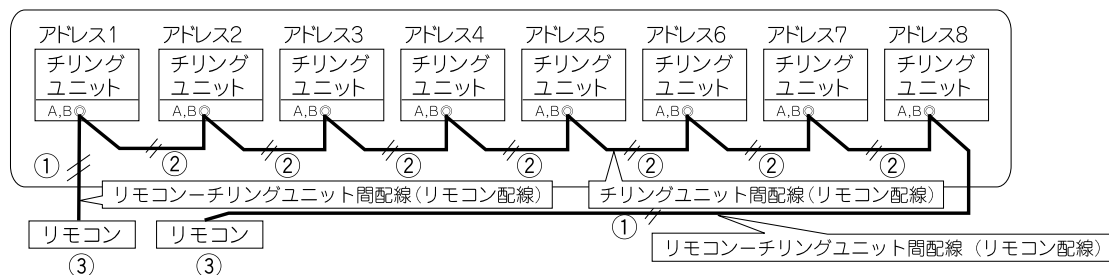 アドレス1 アドレス2 アドレス3 アドレス4 アドレス5 アドレス6 アドレス7 アドレス8
チリング チリング チリング チリング チリング チリング チリング チリング
ユニット ユニット ユニット ユニット ユニット ユニット ユニット ユニット
A,B◎ A,B◎ A,B◎ A,B◎ A,B◎ A,B◎ A,B◎ A,B◎
① ② ② ② ② ② ② ②
リモコンーチリングユニット間配線(リモコン配線) チリングユニット間配線(リモコン配線)
リモコン リモコン ①
リモコンーチリングユニット間配線(リモコン配線)
③ ③